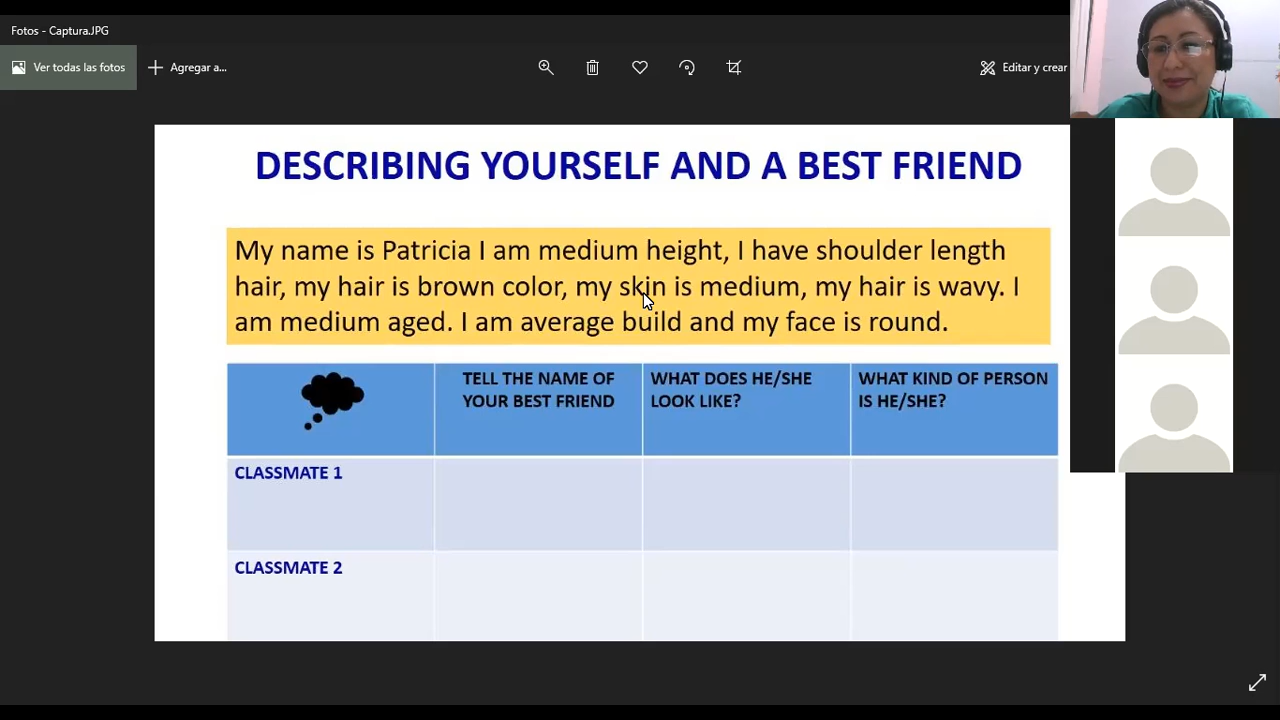 Fotos - Captura.JPG
Ver todas las fotos
Agregar a...
Editar y crear
DESCRIBING YOURSELF AND A BEST FRIEND
My name is Patricia I am medium height, I have shoulder length
hair, my hair is brown color, my skin is medium, my hair is wavy. I
am medium aged. I am average build and my face is round.
TELL THE NAME OF
YOUR BEST FRIEND
WHAT DOES HE/SHE
LOOK LIKE?
WHAT KIND OF PERSON
IS HE/SHE?
CLASSMATE 1
CLASSMATE 2